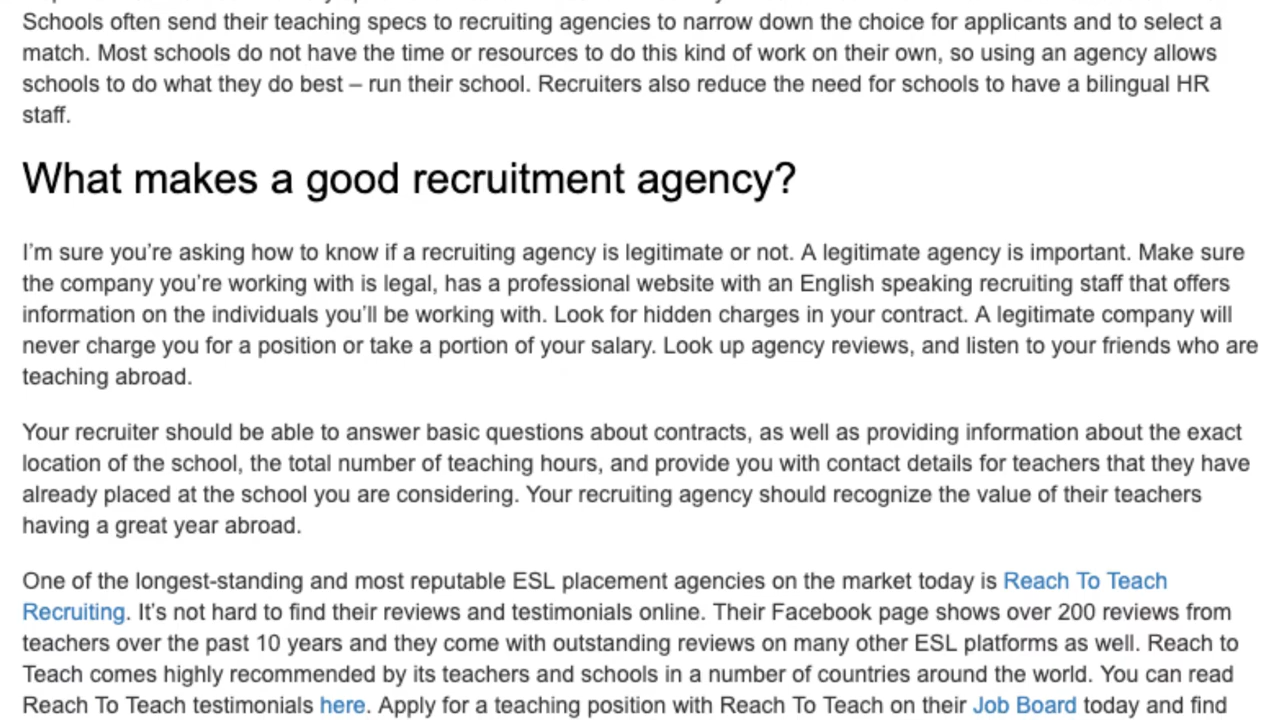 Schools often send their teaching specs to recruiting agencies to narrow down the choice for applicants and to select a
match. Most schools do not have the time or resources to do this kind of work on their own, so using an agency allows
schools to do what they do best – run their school. Recruiters also reduce the need for schools to have a bilingual HR
staff.
What makes a good recruitment agency?
I’m sure you’re asking how to know if a recruiting agency is legitimate or not. A legitimate agency is important. Make sure
the company you’re working with is legal, has a professional website with an English speaking recruiting staff that offers
information on the individuals you’ll be working with. Look for hidden charges in your contract. A legitimate company will
never charge you for a position or take a portion of your salary. Look up agency reviews, and listen to your friends who are
teaching abroad.
Your recruiter should be able to answer basic questions about contracts, as well as providing information about the exact
location of the school, the total number of teaching hours, and provide you with contact details for teachers that they have
already placed at the school you are considering. Your recruiting agency should recognize the value of their teachers
having a great year abroad.
One of the longest-standing and most reputable ESL placement agencies on the market today is Reach To Teach
Recruiting. It’s not hard to find their reviews and testimonials online. Their Facebook page shows over 200 reviews from
teachers over the past 10 years and they come with outstanding reviews on many other ESL platforms as well. Reach to
Teach comes highly recommended by its teachers and schools in a number of countries around the world. You can read
Reach To Teach testimonials here. Apply for a teaching position with Reach To Teach on their Job Board today and find